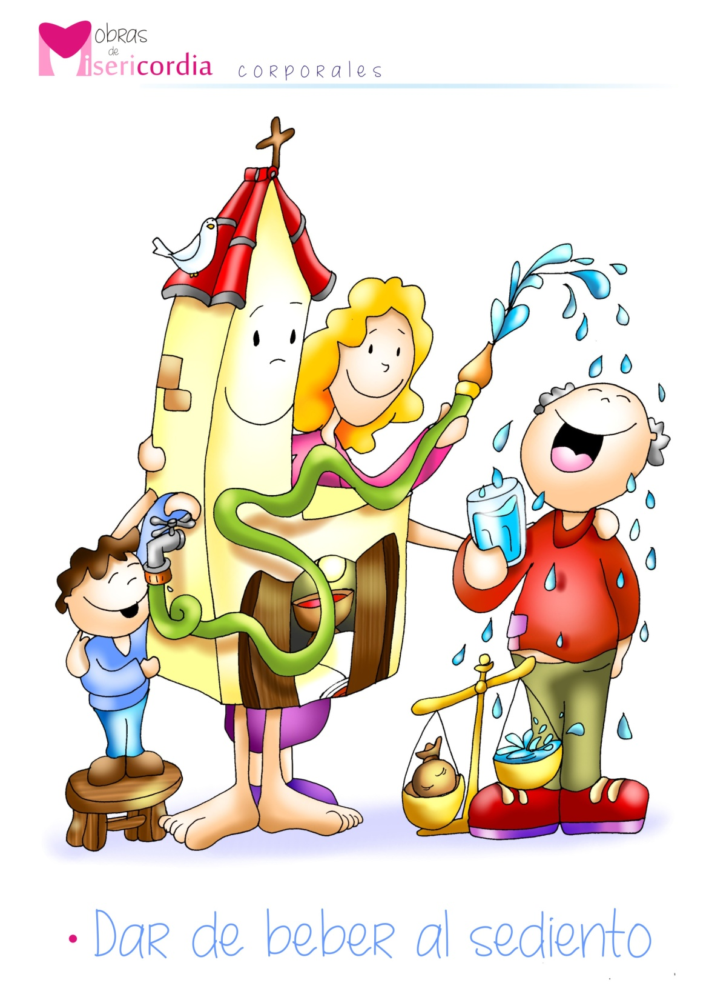 obras
de
Misericordia corporales
• Dar de beber al sediento